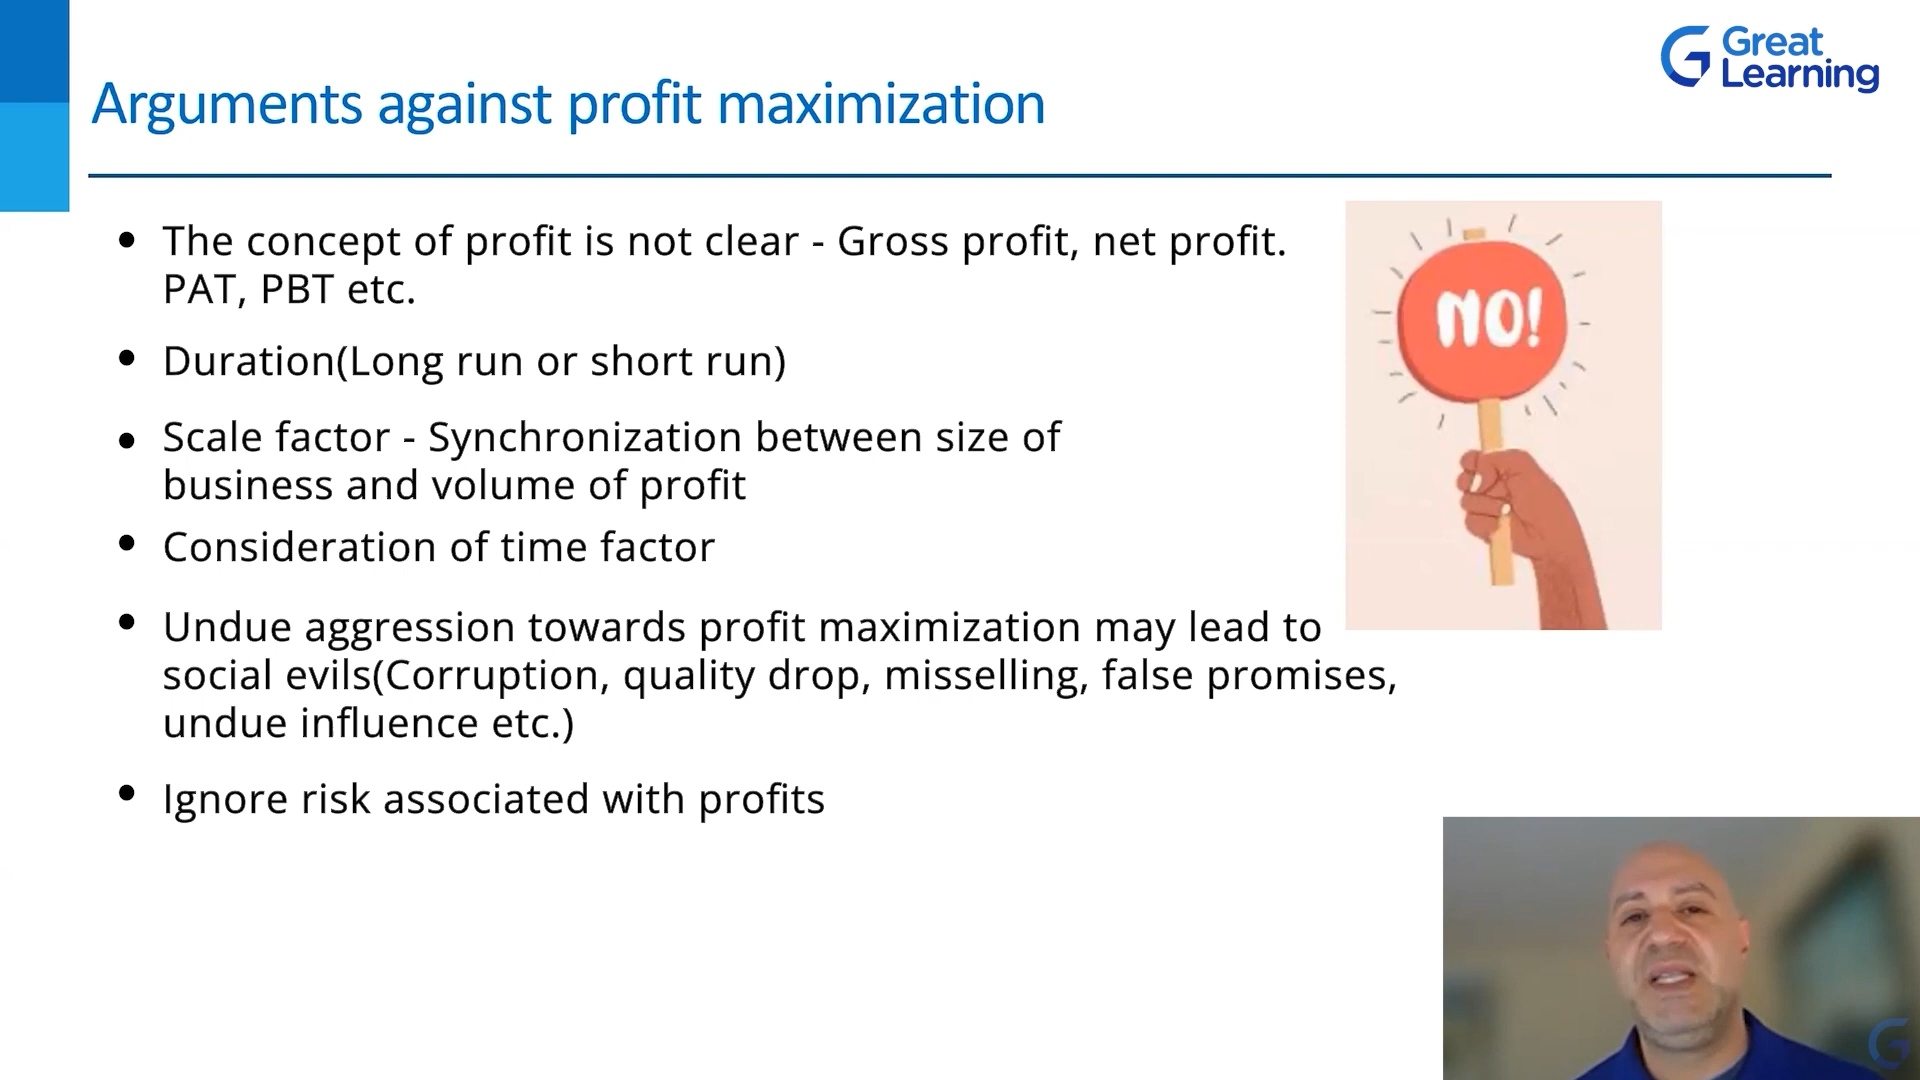 Great
Learning
Arguments against profit maximization
The concept of profit is not clear - Gross profit, net profit.
PAT, PBT etc.
Duration(Long run or short run)
Scale factor - Synchronization between size of
business and volume of profit
Consideration of time factor
Undue aggression towards profit maximization may lead to
social evils(Corruption, quality drop, misselling, false promises,
undue influence etc.)
Ignore risk associated with profits
NO!